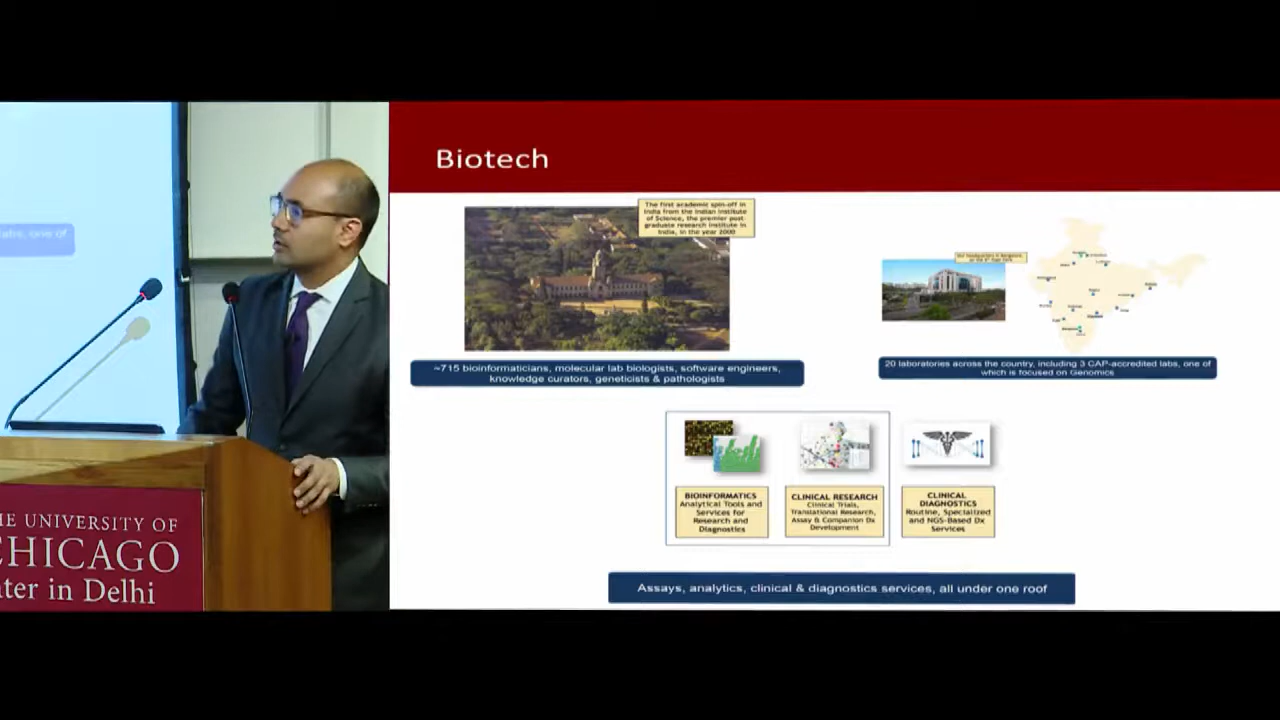 Biotech
The first academic spin-off in
India from the Indian Institute
of Science, the premier post
graduate research institute in
India, in the year 2000
~715 bioinformaticians, molecular lab biologists, software engineers,
knowledge curators, geneticists & pathologists
20 laboratories across the country, including 3 CAP-accredited labs, one of
which is focused on Genomics
BIOINFORMATICS
Analytical Tools and
Services for
Research and
Diagnostics
CLINICAL RESEARCH
Clinical Trials,
Translational Research,
Assay & Companion Dx
Development
CLINICAL
DIAGNOSTICS
Routine, Specialized
and NGS-Based Dx
Services
Assays, analytics, clinical & diagnostics services, all under one roof
labs, one of
HE UNIVERSITY OF
CHICAGO
nter in Delhi